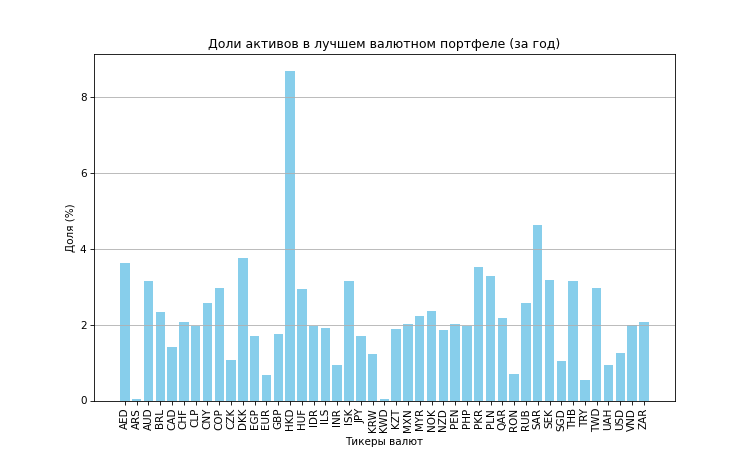 Доли активов в лучшем валютном портфеле (за год)
Доля (%)
8
6
4
2
0
AED ARS AUD BRL CAD CHF CLP CNY COP CZK DKK EGP EUR GBP HKD HUF IDR ILS INR ISK JPY KRW KWD KZT MXN MYR NOK NZD PEN PHP PKR PLN QAR RON RUB SAR SEK SGD THB TRY TWD UAH USD VND ZAR
Тикеры валют